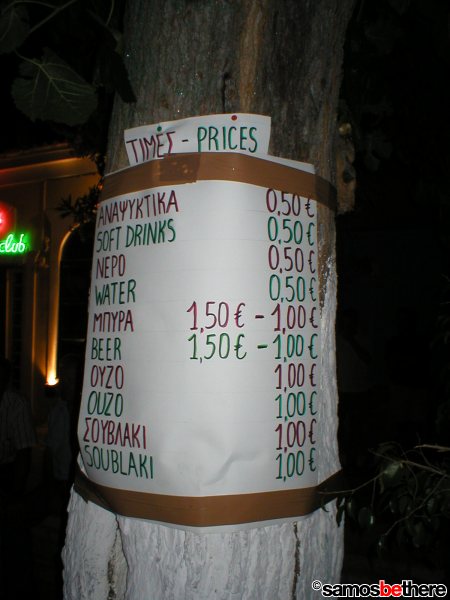 ΤΙΜΕΣ - PRICES
ΑΝΑΨΥΚΤΙΚΑ 0,50€
SOFT DRINKS 0,50€
ΝΕΡΟ 0,50€
WATER 0,50€
ΜΠΥΡΑ 1,50€ - 1,00€
BEER 1,50€ - 1,00€
ΟΥΖΟ 1,00€
OUZO 1,00€
ΣΟΥΒΛΑΚΙ 1,00€
SOUBLAKI 1,00€
club
©samosbethere